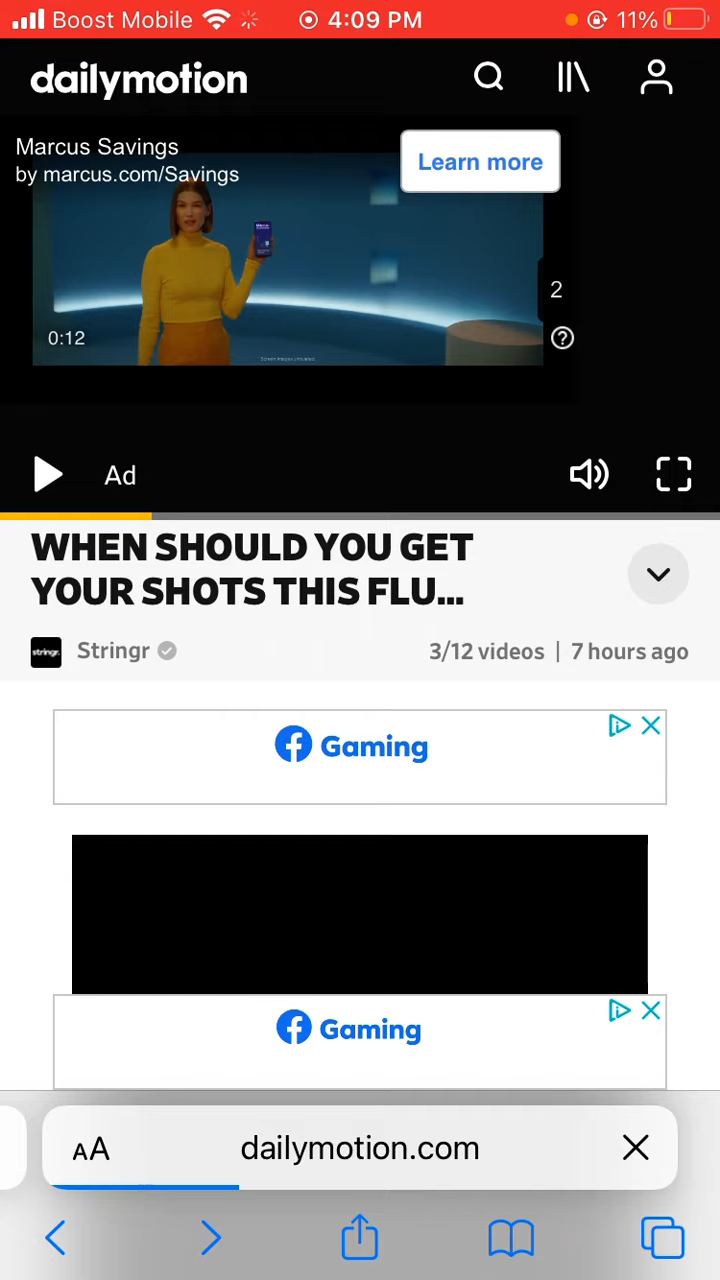 Boost Mobile 4:09 PM 11%
dailymotion
Marcus Savings
by marcus.com/Savings
Learn more
2
0:12
Ad
WHEN SHOULD YOU GET
YOUR SHOTS THIS FLU...
stringr.
Stringr 3/12 videos | 7 hours ago
Gaming
Gaming
AA dailymotion.com